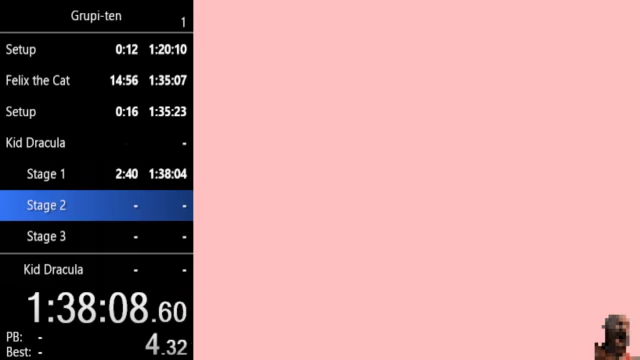 Grupi-ten
1
Setup 0:12 1:20:10
Felix the Cat 14:56 1:35:07
Setup 0:16 1:35:23
Kid Dracula -
Stage 1 2:40 1:38:04
Stage 2 - -
Stage 3 - -
Kid Dracula - -
1:38:08.60
PB: -
Best: - 4.32